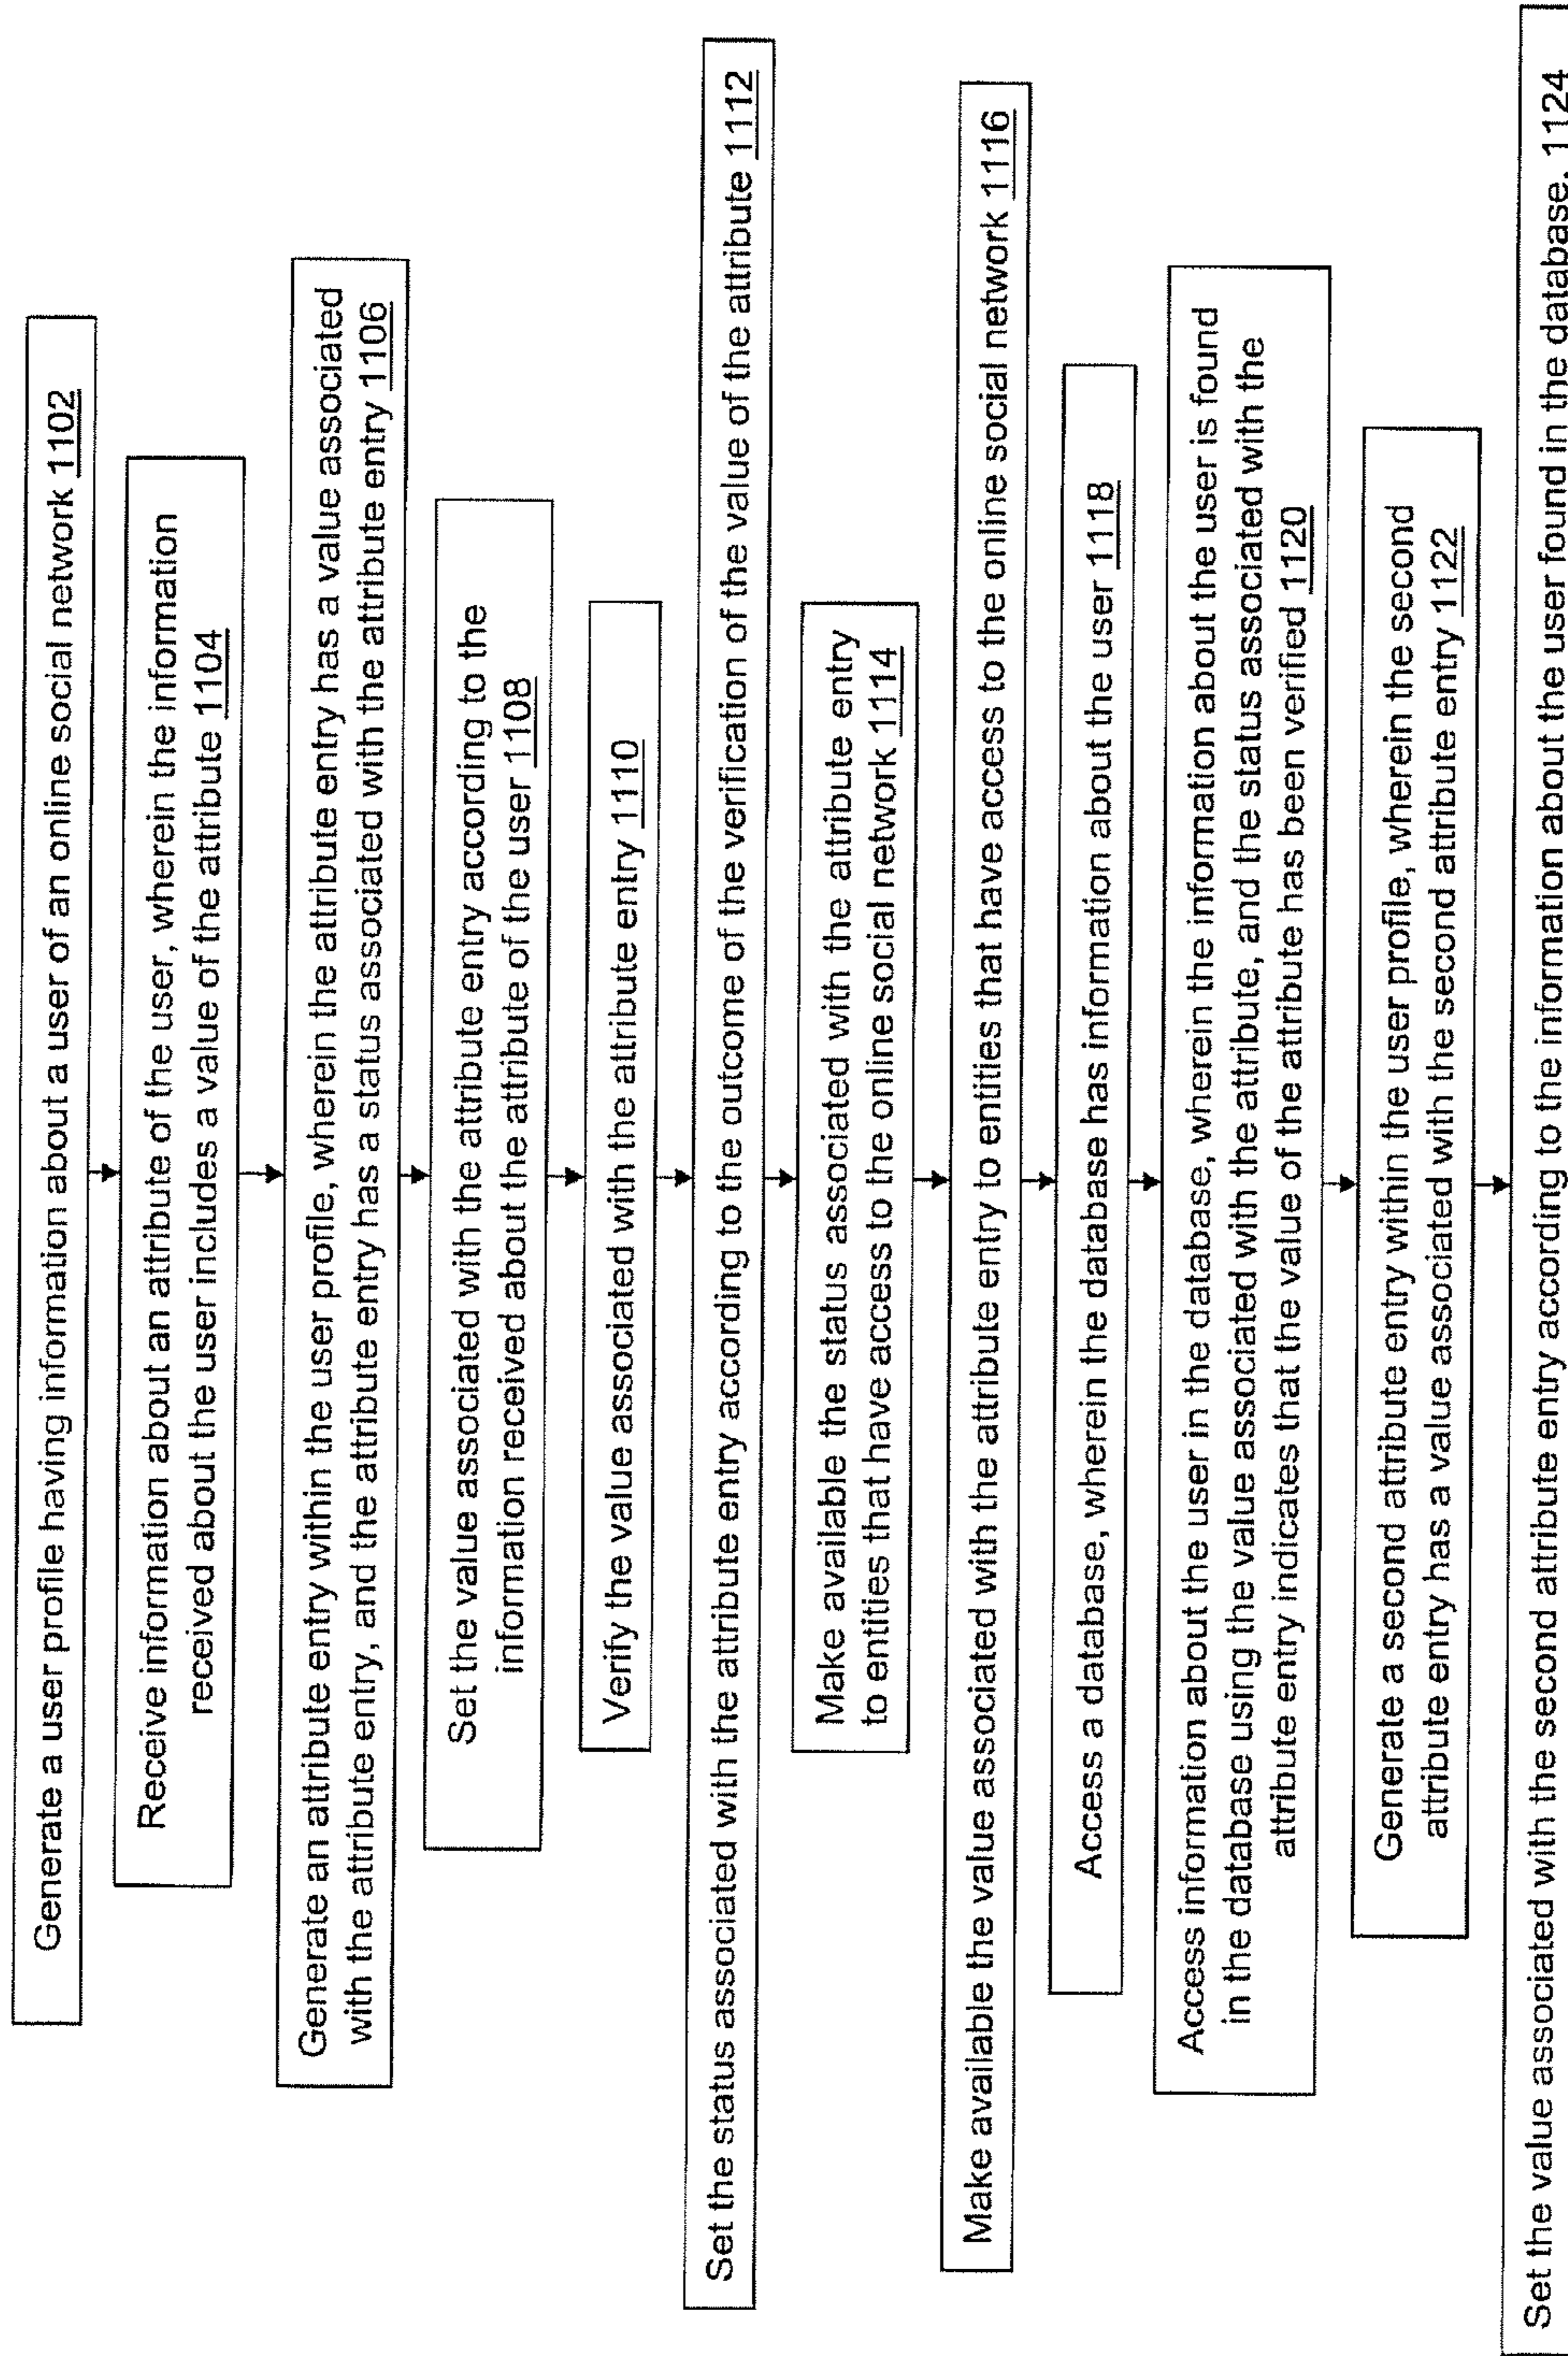 Generate a user profile having information about a user of an online social network 1102
Receive information about an attribute of the user, wherein the information
received about the user includes a value of the attribute 1104
Generate an attribute entry within the user profile, wherein the attribute entry has a value associated
with the attribute entry, and the attribute entry has a status associated with the attribute entry 1106
Set the value associated with the attribute entry according to the
information received about the attribute of the user 1108
Verify the value associated with the attribute entry 1110
Set the status associated with the attribute entry according to the outcome of the verification of the value of the attribute 1112
Make available the status associated with the attribute entry
to entities that have access to the online social network 1114
Make available the value associated with the attribute entry to entities that have access to the online social network 1116
Access a database, wherein the database has information about the user 1118
Access information about the user in the database, wherein the information about the user is found
in the database using the value associated with the attribute, and the status associated with the
attribute entry indicates that the value of the attribute has been verified 1120
Generate a second attribute entry within the user profile, wherein the second
attribute entry has a value associated with the second attribute entry 1122
Set the value associated with the second attribute entry according to the information about the user found in the database. 1124